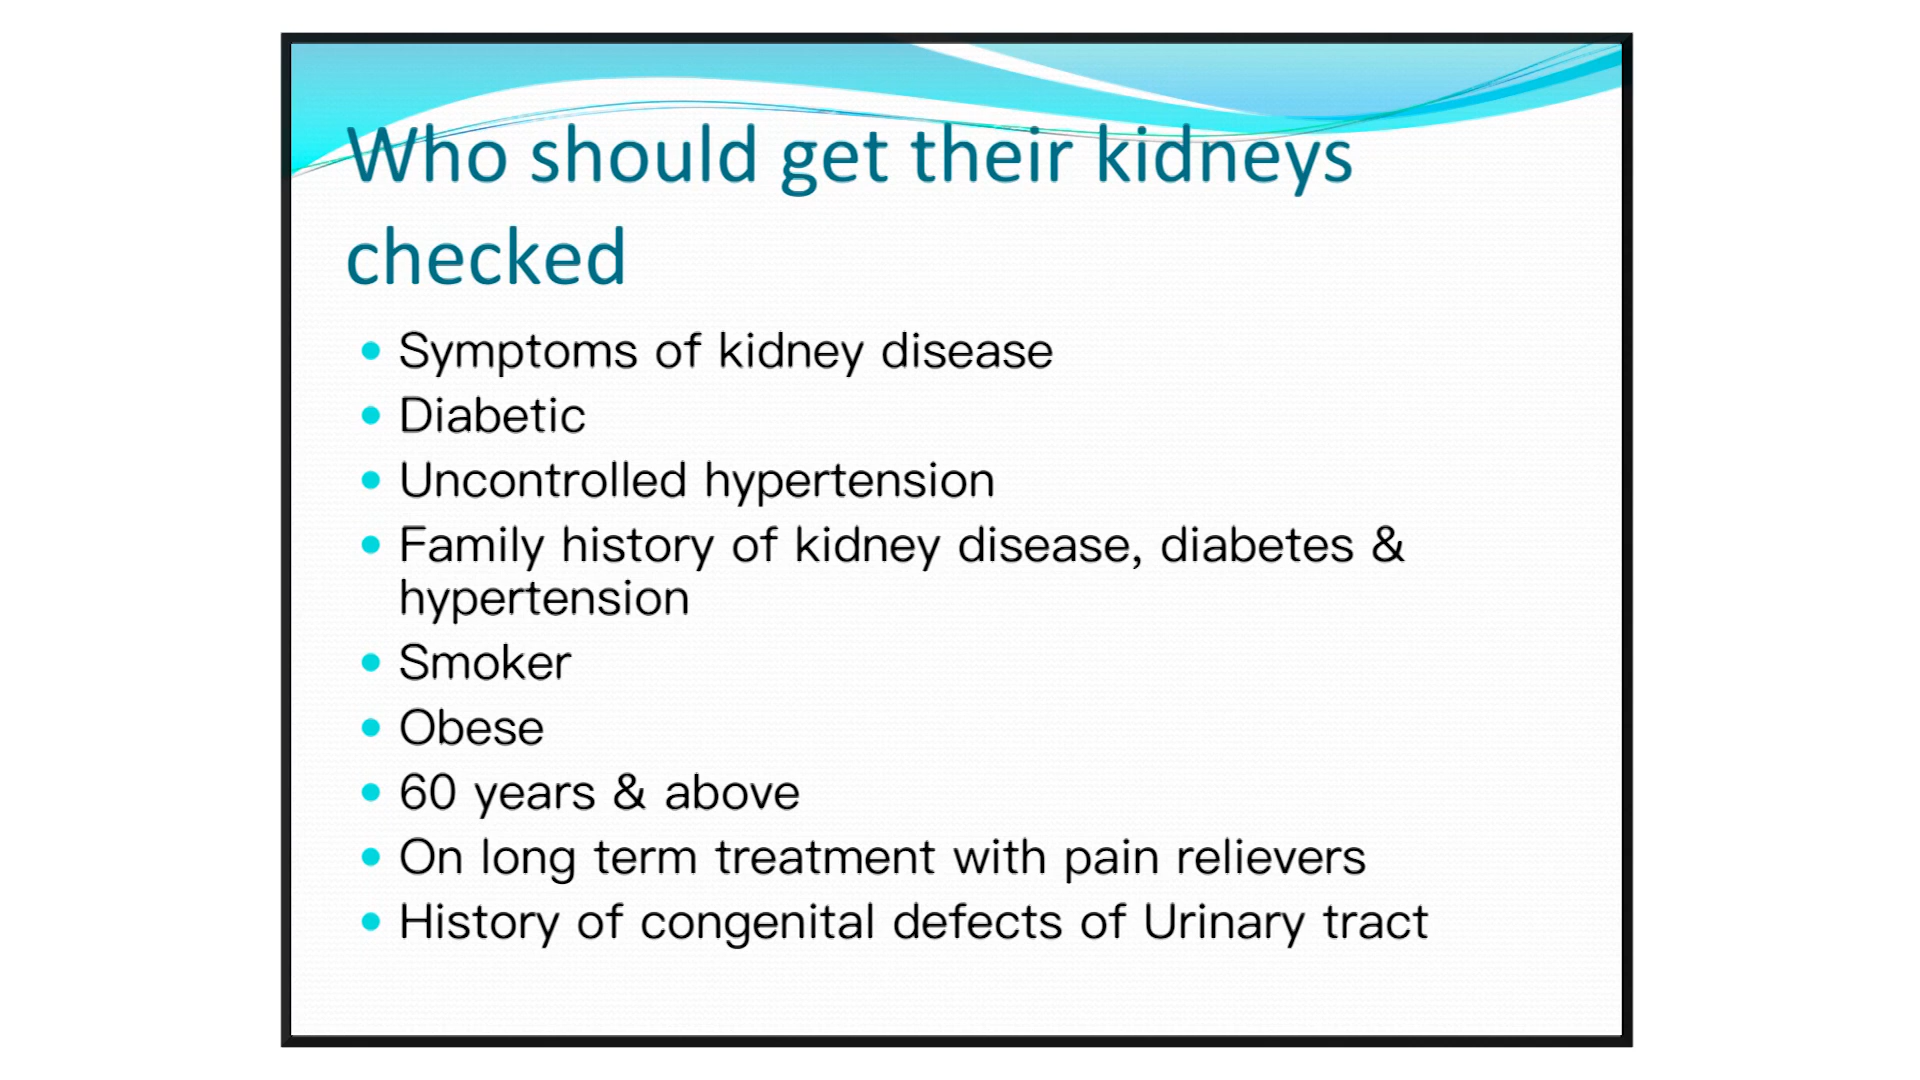 Who should get their kidneys
checked
• Symptoms of kidney disease
• Diabetic
• Uncontrolled hypertension
• Family history of kidney disease, diabetes &
hypertension
• Smoker
• Obese
• 60 years & above
• On long term treatment with pain relievers
• History of congenital defects of Urinary tract